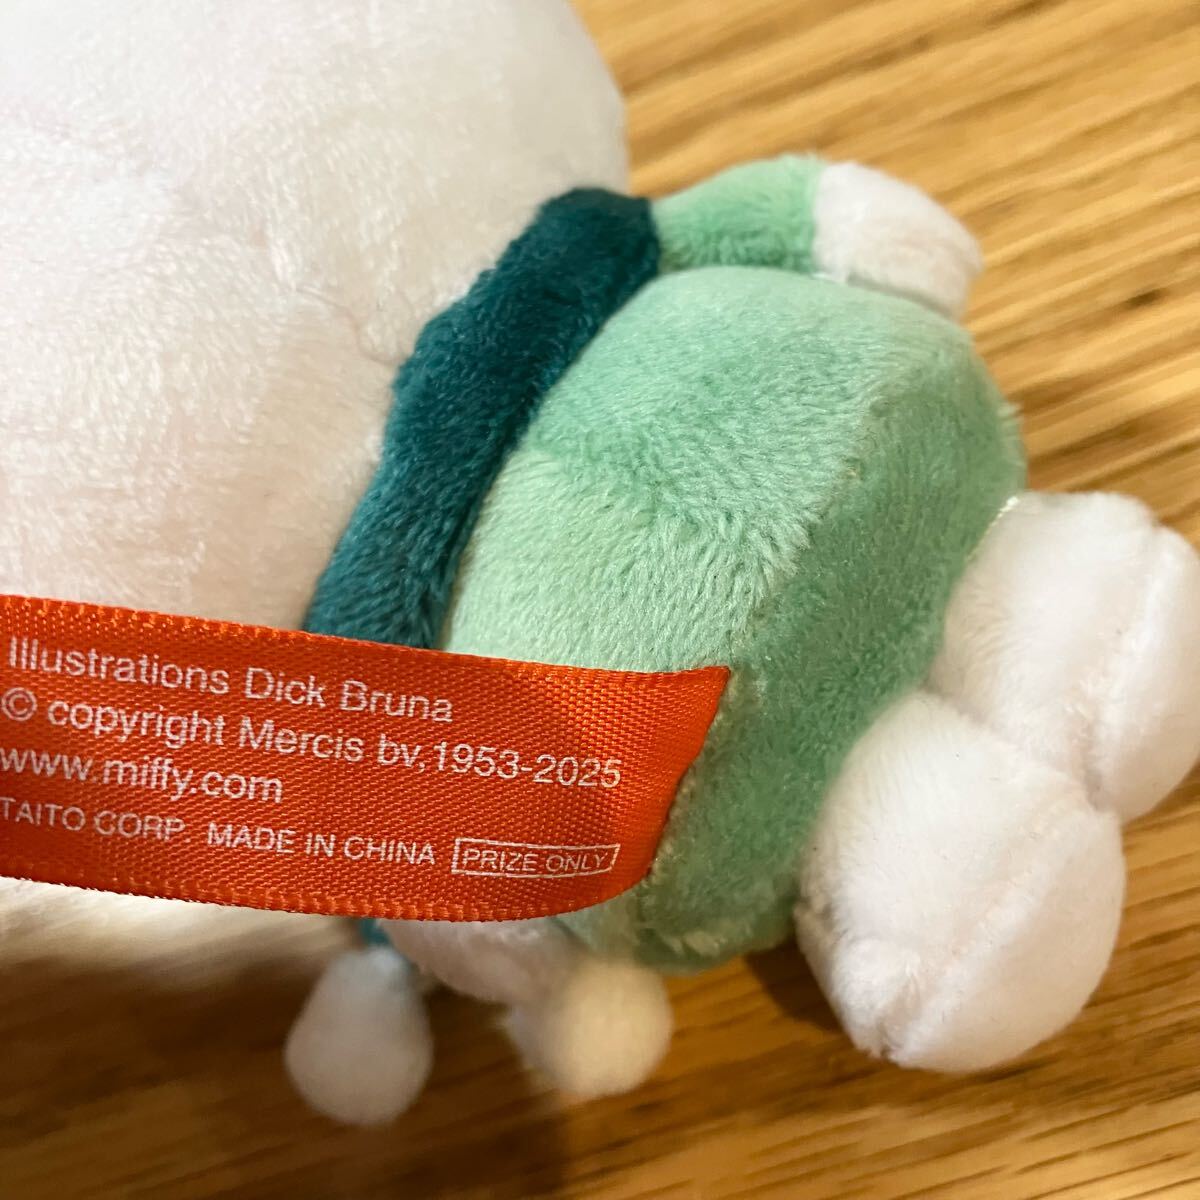 Illustrations Dick Bruna
© copyright Mercis bv,1953-2025
www.miffy.com
TAITO CORP. MADE IN CHINA PRIZE ONLY